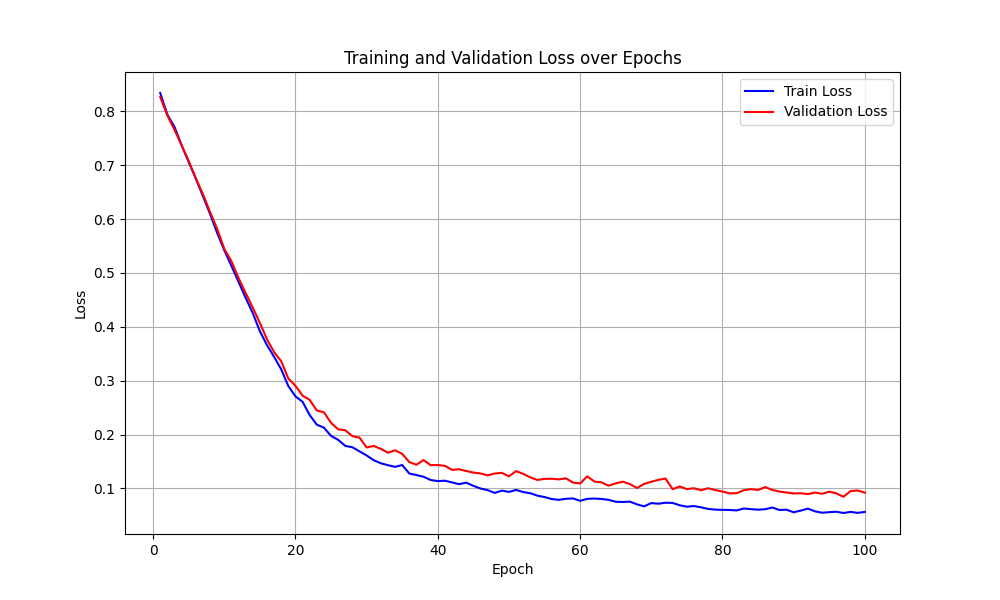 Training and Validation Loss over Epochs
Train Loss
Validation Loss
0.8
0.7
0.6
0.5
0.4
0.3
0.2
0.1
Loss
0 20 40 60 80 100
Epoch